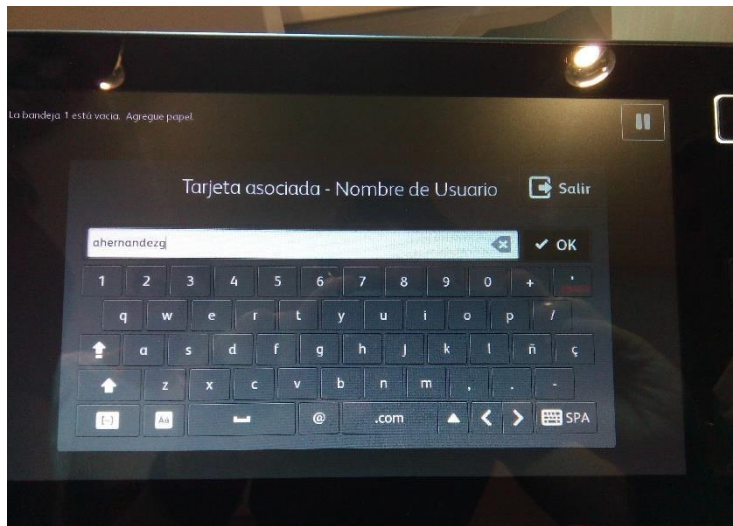 La bandeja 1 está vacía. Agregue papel.
Tarjeta asociada - Nombre de Usuario
Salir
ahernandezg
OK
1 2 3 4 5 6 7 8 9 0 + '
q w e r t y u i o p /
a s d f g h j k l ñ ç
z x c v b n m , . -
Aä @ .com SPA